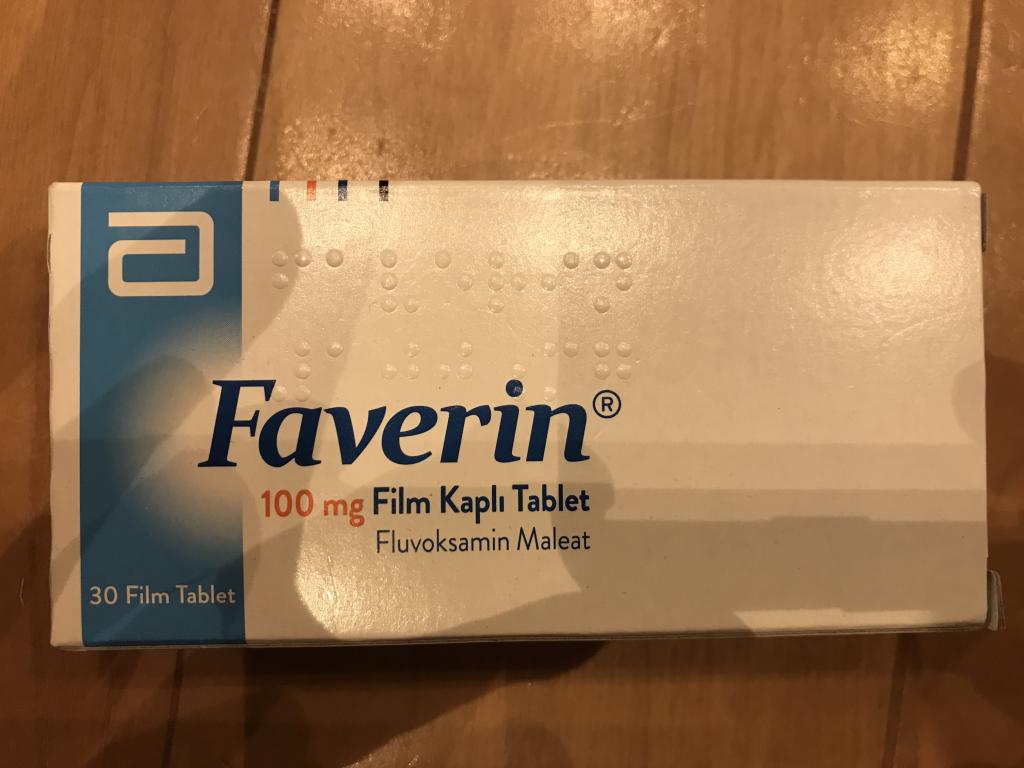 Faverin®
100 mg Film Kaplı Tablet
Fluvoksamin Maleat
30 Film Tablet